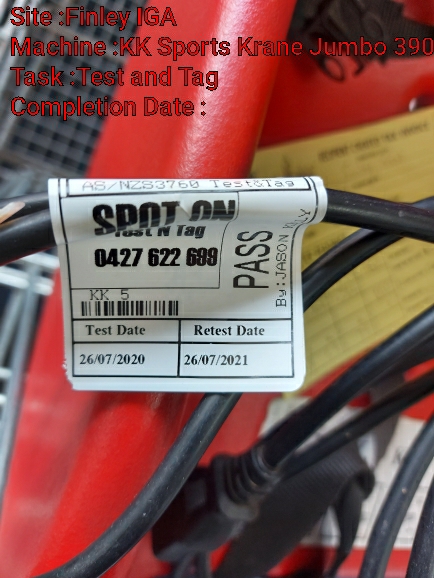 Site :Finley IGA
Machine :KK Sports Krane Jumbo 390
Task :Test and Tag
Completion Date :
AS/NZS3760 Test&Tag
SPOT ON
Test N Tag
0427 622 699
PASS
By:JASON
KK 5
Test Date Retest Date
26/07/2020 26/07/2021